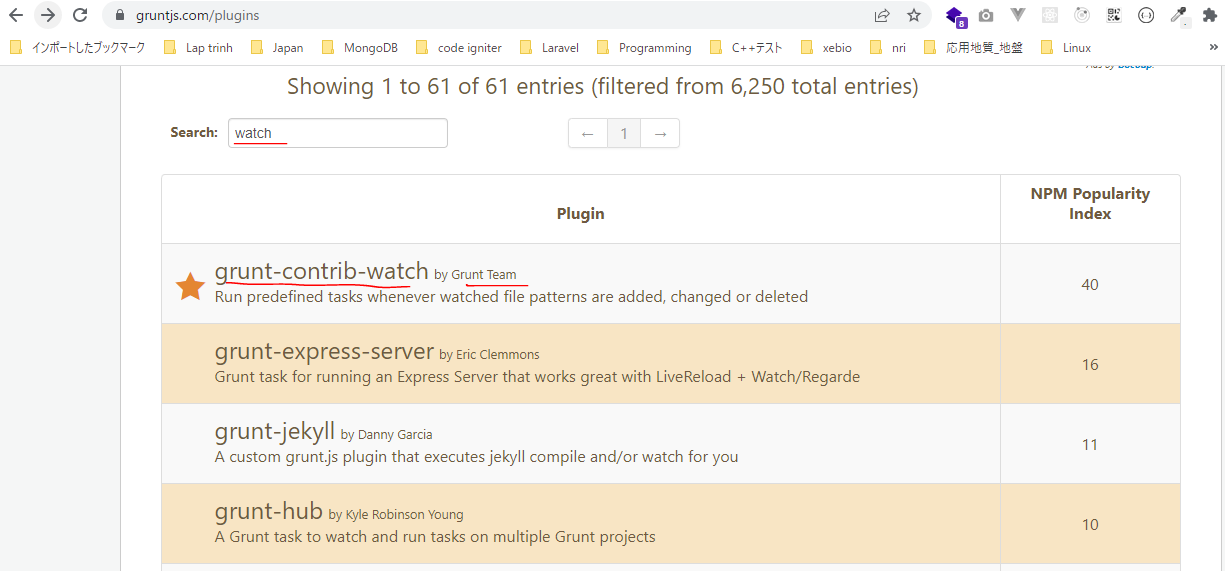 gruntjs.com/plugins
8
インポートしたブックマーク Lap trinh Japan MongoDB code igniter Laravel Programming C++テスト xebio nri 応用地質_地盤 Linux »
Showing 1 to 61 of 61 entries (filtered from 6,250 total entries)
Search: watch ← 1 →
Plugin
NPM Popularity
Index
grunt-contrib-watch by Grunt Team
Run predefined tasks whenever watched file patterns are added, changed or deleted
40
grunt-express-server by Eric Clemmons
Grunt task for running an Express Server that works great with LiveReload + Watch/Regarde
16
grunt-jekyll by Danny Garcia
A custom grunt.js plugin that executes jekyll compile and/or watch for you
11
grunt-hub by Kyle Robinson Young
A Grunt task to watch and run tasks on multiple Grunt projects
10